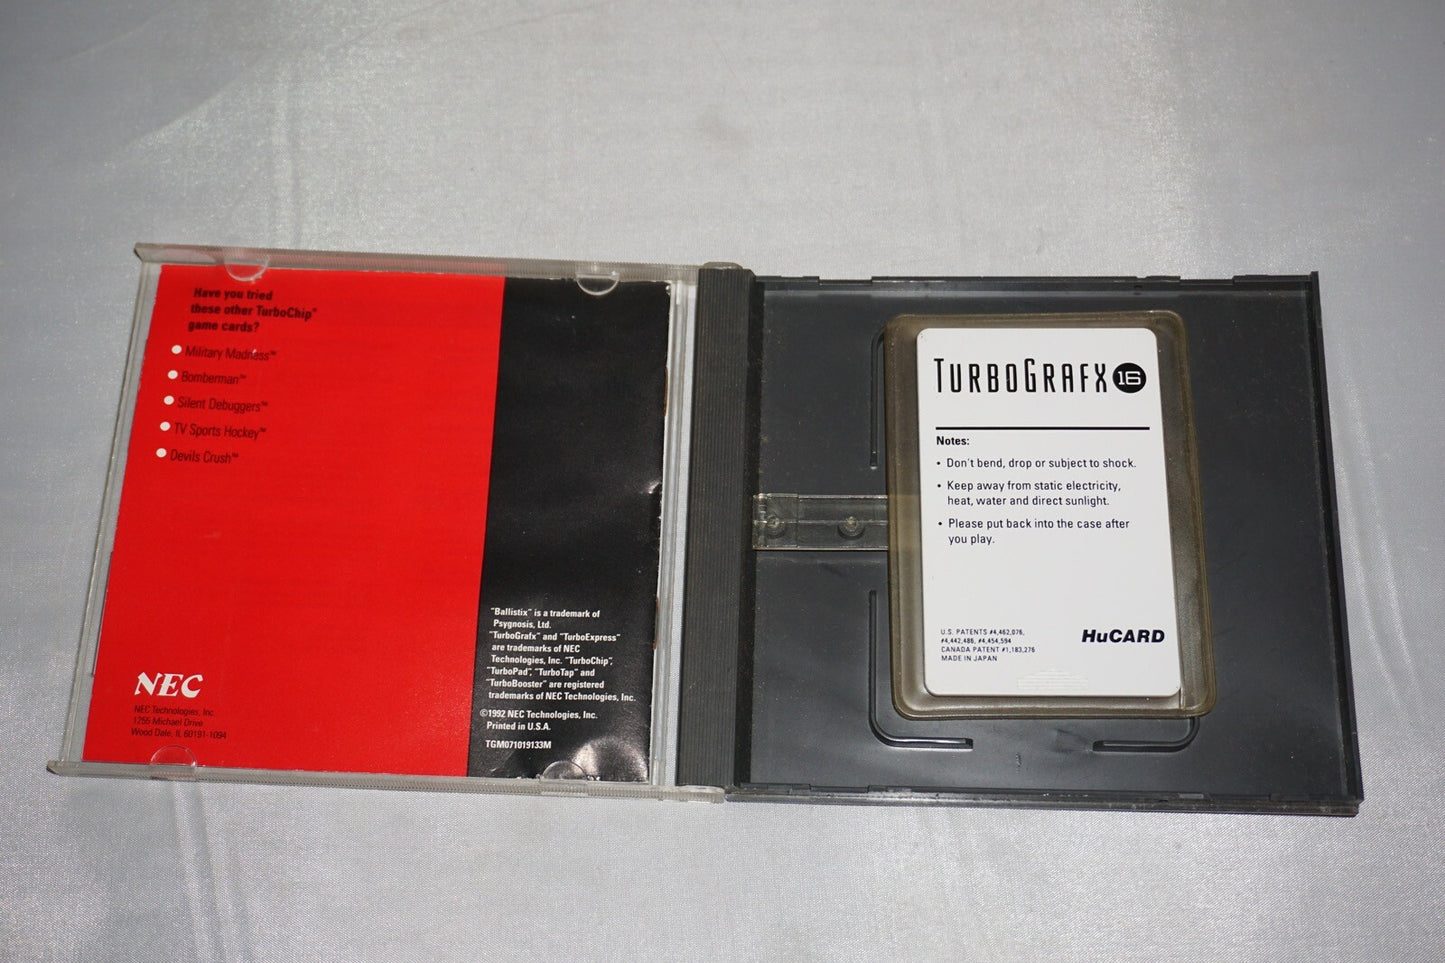 Have you tried
these other TurboChip®
game cards?
Military Madness™
Bomberman™
Silent Debuggers™
TV Sports Hockey™
Devils Crush™
NEC
NEC Technologies, Inc.
1255 Michael Drive
Wood Dale, IL 60191-1094
"Ballistix" is a trademark of
Psygnosis, Ltd.
"TurboGrafx" and "TurboExpress"
are trademarks of NEC
Technologies, Inc. "TurboChip",
"TurboPad", "TurboTap" and
"TurboBooster" are registered
trademarks of NEC Technologies, Inc.
©1992 NEC Technologies, Inc.
Printed in U.S.A.
TGM071019133M
TURBOGRAFX 16
Notes:
• Don't bend, drop or subject to shock.
• Keep away from static electricity,
heat, water and direct sunlight.
• Please put back into the case after
you play.
U.S. PATENTS #4,462,076,
#4,442,486, #4,454,594
CANADA PATENT #1,183,276
MADE IN JAPAN
HuCARD